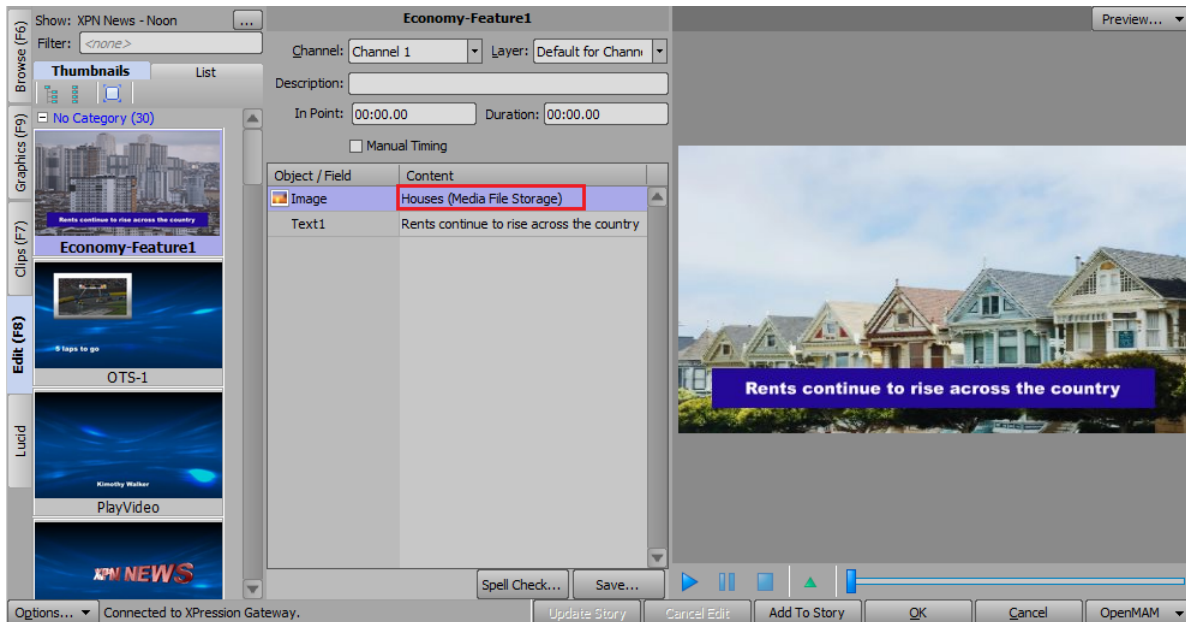 Show: XPN News - Noon
...
Filter: <none>
Thumbnails
List
No Category (30)
Rents continue to rise across the country
Economy-Feature1
5 laps to go
OTS-1
Kimothy Walker
PlayVideo
XPN NEWS
Browse (F6)
Graphics (F9)
Clips (F7)
Edit (F8)
Lucid
Economy-Feature1
Channel: Channel 1
Layer: Default for Chann
Description:
In Point: 00:00.00
Duration: 00:00.00
Manual Timing
Object / Field Content
Image Houses (Media File Storage)
Text1 Rents continue to rise across the country
Spell Check... Save...
Preview...
Rents continue to rise across the country
Options... Connected to XPression Gateway.
Update Story Cancel Edit Add To Story OK Cancel OpenMAM